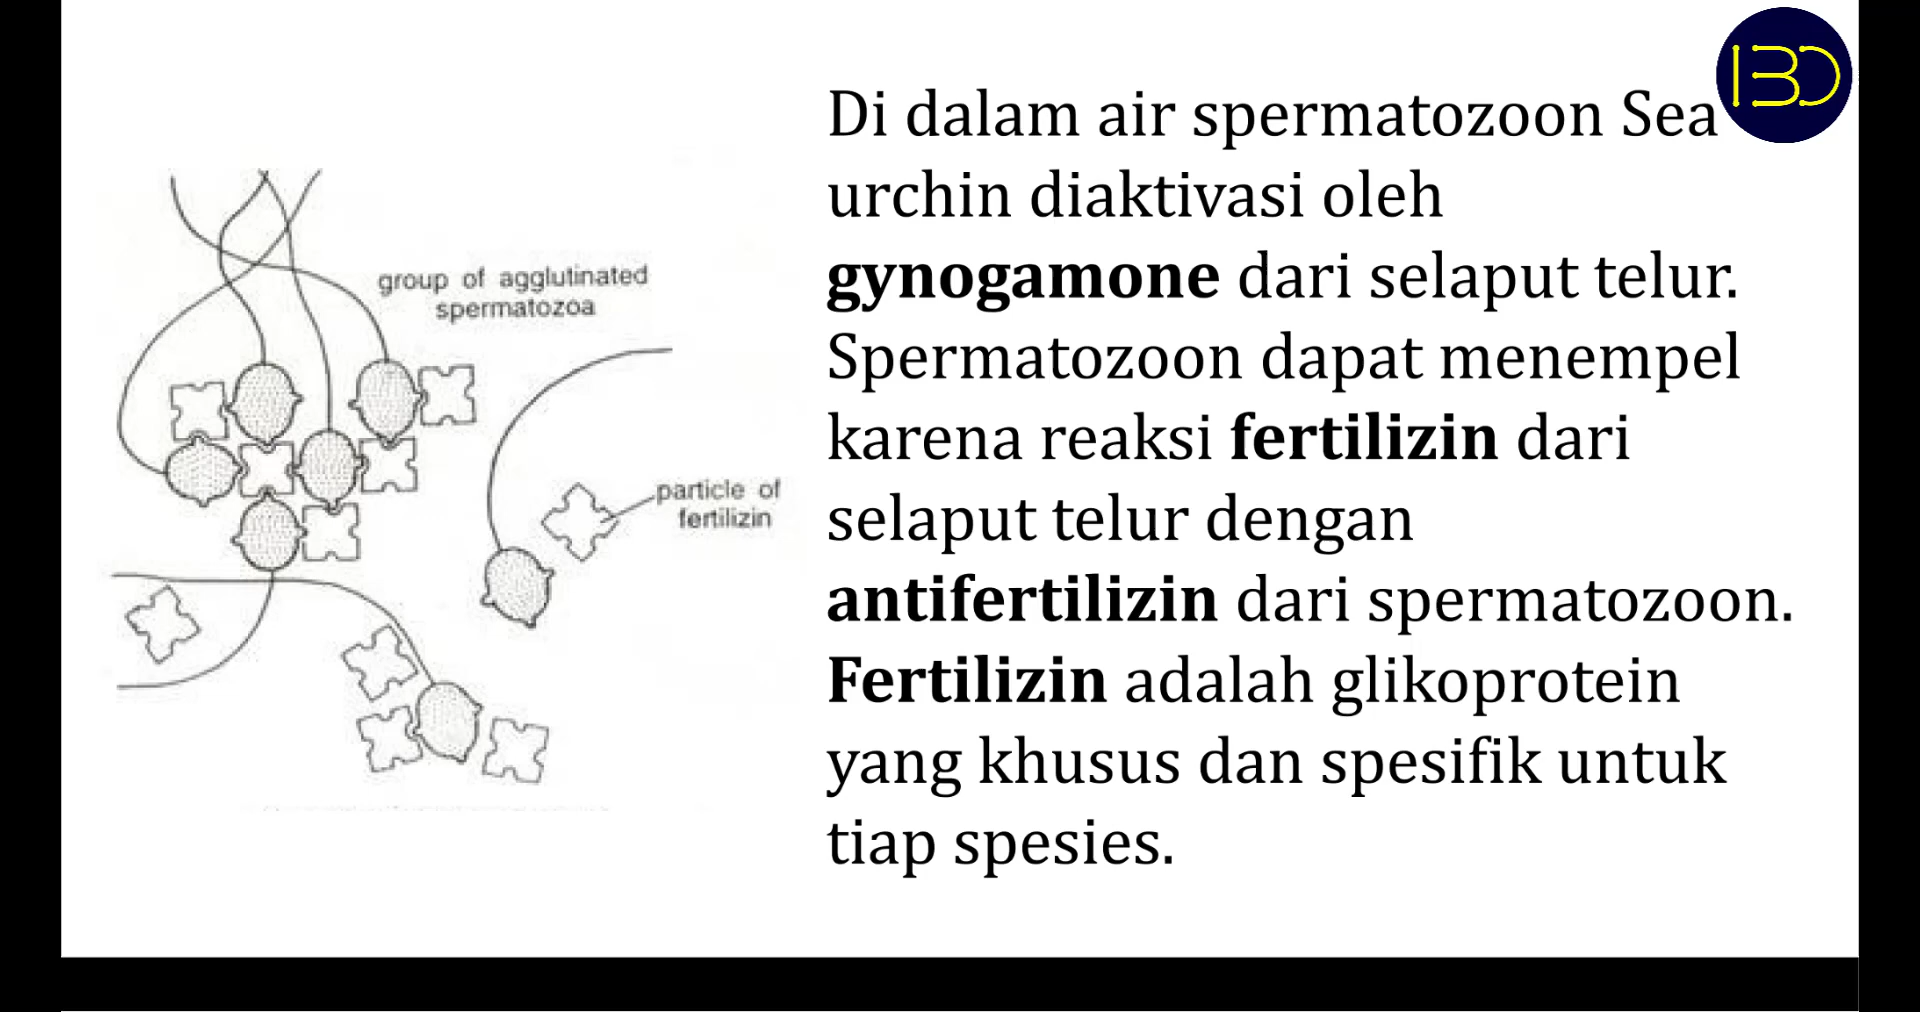 group of agglutinated
spermatozoa
particle of
fertilizin
Di dalam air spermatozoon Sea
urchin diaktivasi oleh
gynogamone dari selaput telur.
Spermatozoon dapat menempel
karena reaksi fertilizin dari
selaput telur dengan
antifertilizin dari spermatozoon.
Fertilizin adalah glikoprotein
yang khusus dan spesifik untuk
tiap spesies.